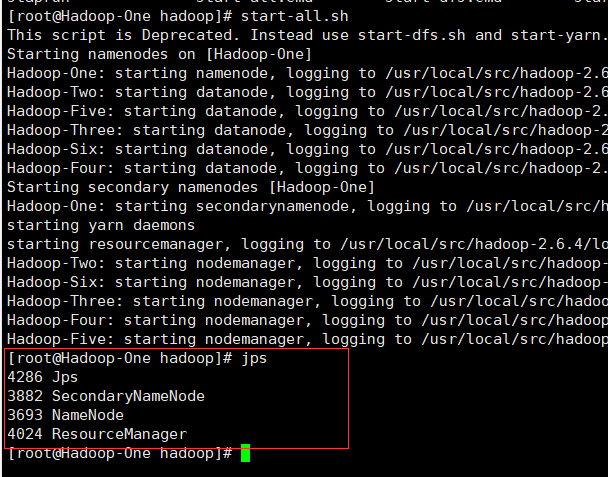 [root@Hadoop-One hadoop]# start-all.sh
This script is Deprecated. Instead use start-dfs.sh and start-yarn.
Starting namenodes on [Hadoop-One]
Hadoop-One: starting namenode, logging to /usr/local/src/hadoop-2.6
Hadoop-Two: starting datanode, logging to /usr/local/src/hadoop-2.6
Hadoop-Five: starting datanode, logging to /usr/local/src/hadoop-2.
Hadoop-Three: starting datanode, logging to /usr/local/src/hadoop-2
Hadoop-Six: starting datanode, logging to /usr/local/src/hadoop-2.6
Hadoop-Four: starting datanode, logging to /usr/local/src/hadoop-2.
Starting secondary namenodes [Hadoop-One]
Hadoop-One: starting secondarynamenode, logging to /usr/local/src/h
starting yarn daemons
starting resourcemanager, logging to /usr/local/src/hadoop-2.6.4/lo
Hadoop-Two: starting nodemanager, logging to /usr/local/src/hadoop-
Hadoop-Six: starting nodemanager, logging to /usr/local/src/hadoop-
Hadoop-Three: starting nodemanager, logging to /usr/local/src/hadoo
Hadoop-Four: starting nodemanager, logging to /usr/local/src/hadoop
Hadoop-Five: starting nodemanager, logging to /usr/local/src/hadoop
[root@Hadoop-One hadoop]# jps
4286 Jps
3882 SecondaryNameNode
3693 NameNode
4024 ResourceManager
[root@Hadoop-One hadoop]#